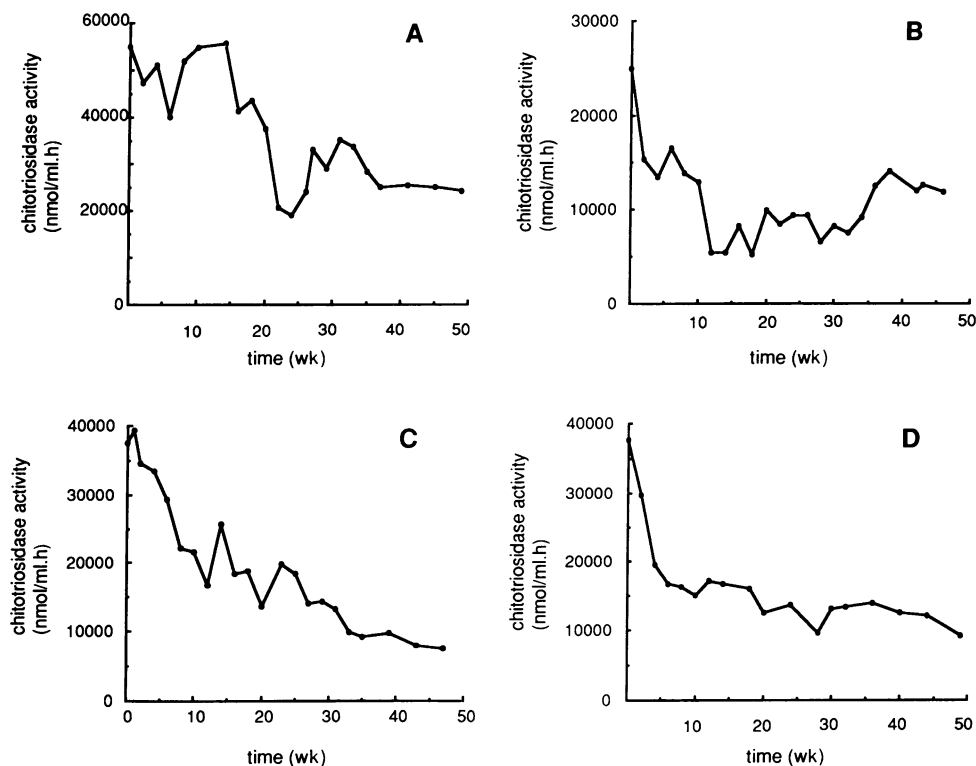 A
chitotriosidase activity
(nmol/ml.h)
60000
40000
20000
0
10 20 30 40 50
time (wk)
B
chitotriosidase activity
(nmol/ml.h)
30000
20000
10000
0
10 20 30 40 50
time (wk)
C
chitotriosidase activity
(nmol/ml.h)
40000
30000
20000
10000
0
0 10 20 30 40 50
time (wk)
D
chitotriosidase activity
(nmol/ml.h)
40000
30000
20000
10000
0
10 20 30 40 50
time (wk)